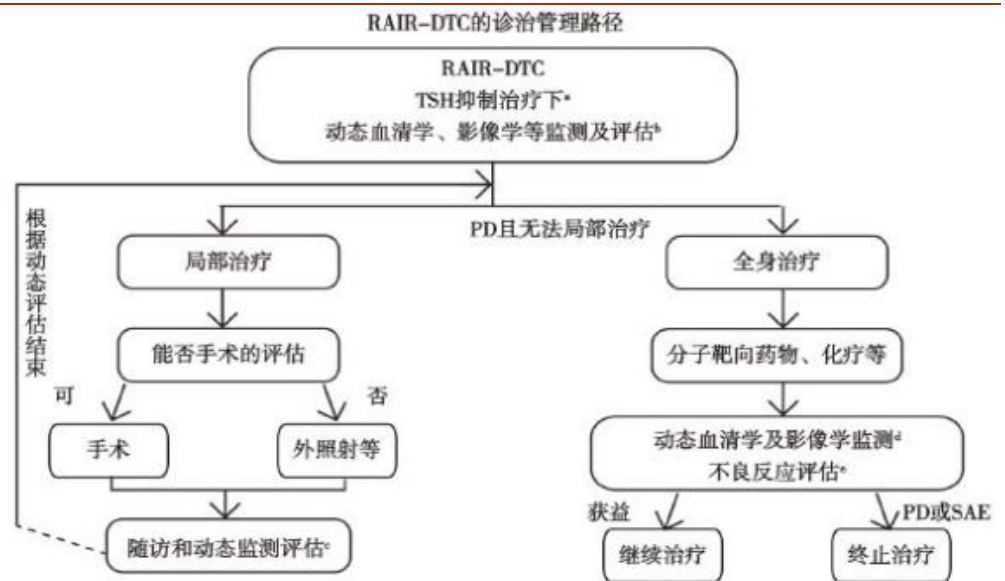 RAIR-DTC的诊治管理路径
RAIR-DTC
TSH抑制治疗下ᵃ
动态血清学、影像学等监测及评估ᵇ
根据动态评估结束
PD且无法局部治疗
局部治疗
全身治疗
能否手术的评估
分子靶向药物、化疗等
可
否
手术
外照射等
动态血清学及影像学监测ᵈ
不良反应评估ᵉ
获益
PD或SAE
随访和动态监测评估ᶜ
继续治疗
终止治疗